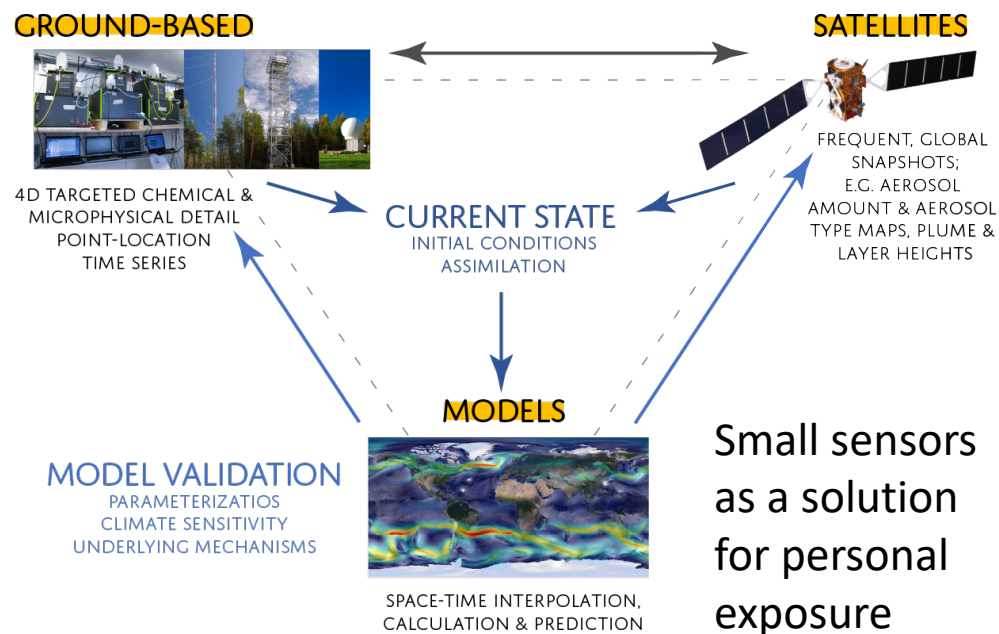 GROUND-BASED
SATELLITES
4D TARGETED CHEMICAL &
MICROPHYSICAL DETAIL
POINT-LOCATION
TIME SERIES
FREQUENT, GLOBAL
SNAPSHOTS;
E.G. AEROSOL
AMOUNT & AEROSOL
TYPE MAPS, PLUME &
LAYER HEIGHTS
CURRENT STATE
INITIAL CONDITIONS
ASSIMILATION
MODELS
MODEL VALIDATION
PARAMETERIZATIOS
CLIMATE SENSITIVITY
UNDERLYING MECHANISMS
SPACE-TIME INTERPOLATION,
CALCULATION & PREDICTION
Small sensors
as a solution
for personal
exposure